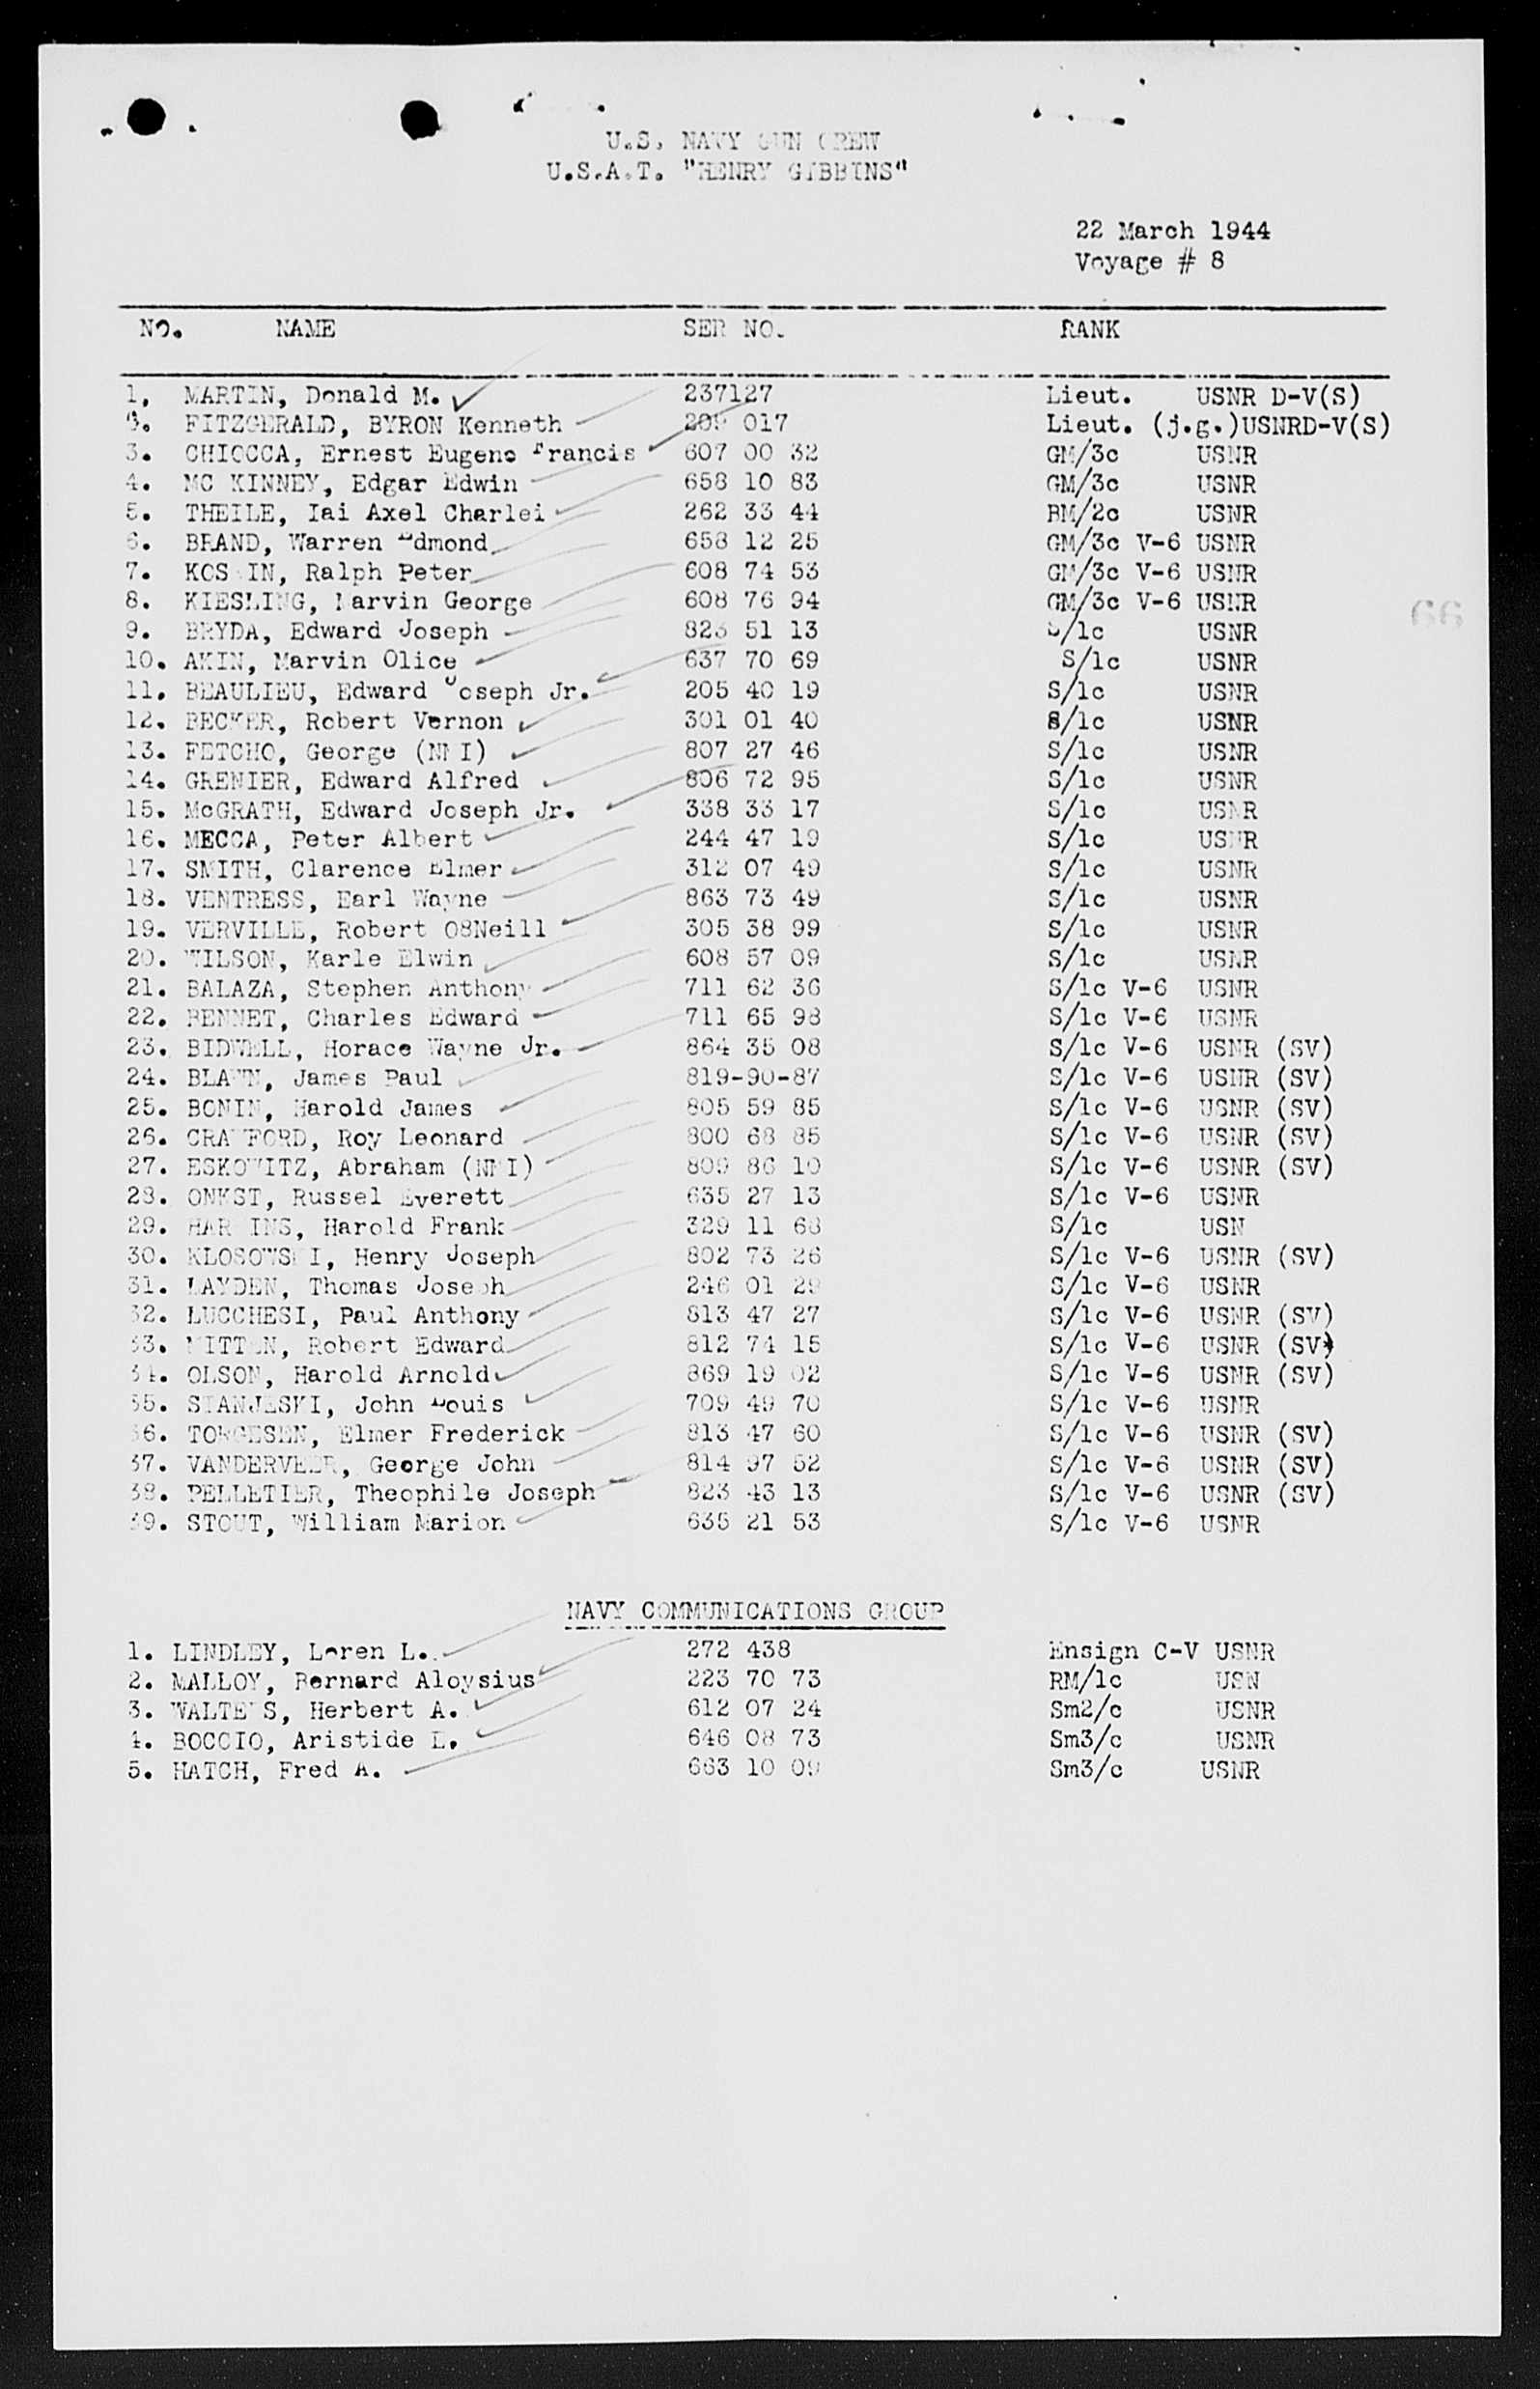 U.S. NAVY GUN CREW
U.S.A.T. "HENRY GIBBINS"
22 March 1944
Voyage # 8
NO. NAME SER NO. RANK
1. MARTIN, Donald M. 237127 Lieut. USNR D-V(S)
2. FITZGERALD, BYRON Kenneth 209 017 Lieut. (j.g.)USNRD-V(S)
3. CHIOCCA, Ernest Eugene Francis 607 00 32 GM/3c USNR
4. MC KINNEY, Edgar Edwin 658 10 83 GM/3c USNR
5. THEILE, Iai Axel Charlei 262 33 44 BM/2c USNR
6. BRAND, Warren Edmond 658 12 25 GM/3c V-6 USNR
7. Ralph Peter 608 74 53 GM/3c V-6 USNR
8. KIESLING, Marvin George 608 76 94 GM/3c V-6 USNR
9. BRYDA, Edward Joseph 823 51 13 S/1c USNR
10. AKIN, Marvin Olice 637 70 69 S/1c USNR
11. BEAULIEU, Edward Joseph Jr. 205 40 19 S/1c USNR
12. BECKER, Robert Vernon 301 01 40 S/1c USNR
13. FETCHO, George (NMI) 807 27 46 S/1c USNR
14. GRENIER, Edward Alfred 806 72 95 S/1c USNR
15. McGRATH, Edward Joseph Jr. 338 33 17 S/1c USNR
16. MECCA, Peter Albert 244 47 19 S/1c USNR
17. SMITH, Clarence Elmer 312 07 49 S/1c USNR
18. VENTRESS, Earl Wayne 863 73 49 S/1c USNR
19. VERVILLE, Robert O8Neill 305 38 99 S/1c USNR
20. WILSON, Karle Elwin 608 57 09 S/1c USNR
21. BALAZA, Stephen Anthony 711 62 36 S/1c V-6 USNR
22. BENNET, Charles Edward 711 65 98 S/1c V-6 USNR
23. BIDWELL, Horace Wayne Jr. 864 35 08 S/1c V-6 USNR (SV)
24. James Paul 819-90-87 S/1c V-6 USNR (SV)
25. BONIN, Harold James 805 59 85 S/1c V-6 USNR (SV)
26. CRAWFORD, Roy Leonard 800 68 85 S/1c V-6 USNR (SV)
27. ESKOWITZ, Abraham (NMI) 809 86 10 S/1c V-6 USNR (SV)
28. ONKST, Russel Everett 635 27 13 S/1c V-6 USNR
29. HARKINS, Harold Frank 329 11 68 S/1c USN
30. KLOSOWSKI, Henry Joseph 802 73 26 S/1c V-6 USNR (SV)
31. LAYDEN, Thomas Joseph 246 01 29 S/1c V-6 USNR
32. LUCCHESI, Paul Anthony 813 47 27 S/1c V-6 USNR (SV)
33. MITTEN, Robert Edward 812 74 15 S/1c V-6 USNR (SV)
34. OLSON, Harold Arnold 869 19 02 S/1c V-6 USNR (SV)
35. STANJESKI, John Louis 709 49 70 S/1c V-6 USNR
36. TORGESEN, Elmer Frederick 813 47 60 S/1c V-6 USNR (SV)
37. VANDERVEER, George John 814 97 52 S/1c V-6 USNR (SV)
38. PELLETIER, Theophile Joseph 823 43 13 S/1c V-6 USNR (SV)
39. STOUT, William Marion 635 21 53 S/1c V-6 USNR
NAVY COMMUNICATIONS GROUP
1. LINDLEY, Loren L. 272 438 Ensign C-V USNR
2. MALLOY, Bernard Aloysius 223 70 73 RM/1c USN
3. WALTERS, Herbert A. 612 07 24 Sm2/c USNR
4. BOCCIO, Aristide L. 646 08 73 Sm3/c USNR
5. HATCH, Fred A. 663 10 09 Sm3/c USNR